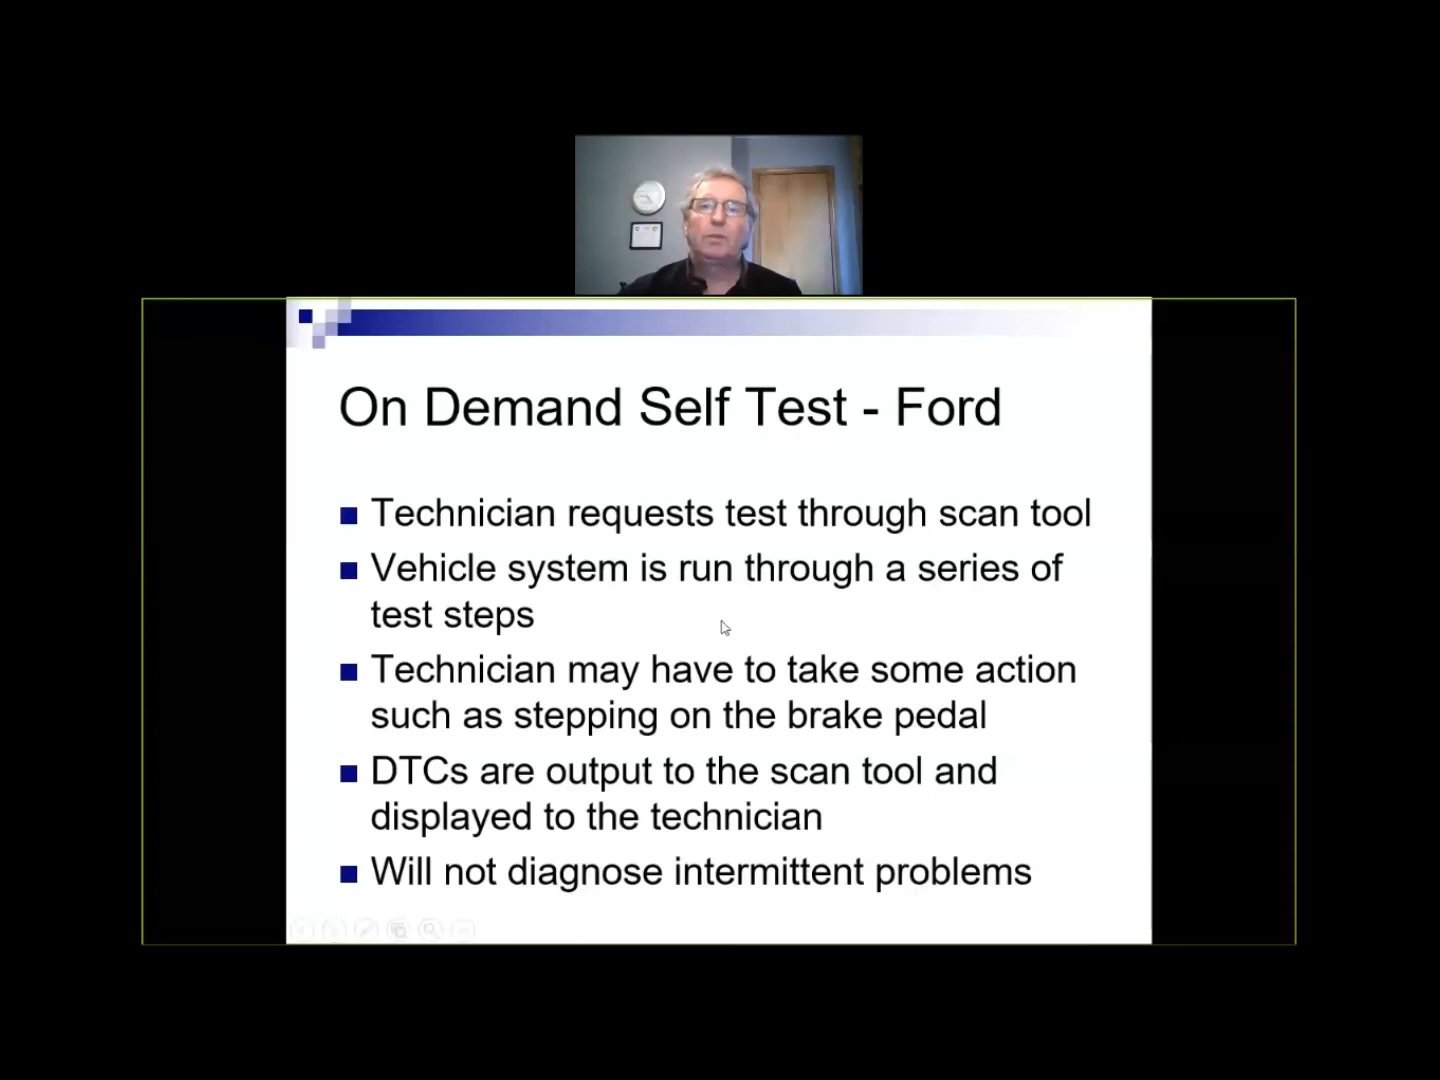 On Demand Self Test - Ford
Technician requests test through scan tool
Vehicle system is run through a series of
test steps
Technician may have to take some action
such as stepping on the brake pedal
DTCs are output to the scan tool and
displayed to the technician
Will not diagnose intermittent problems